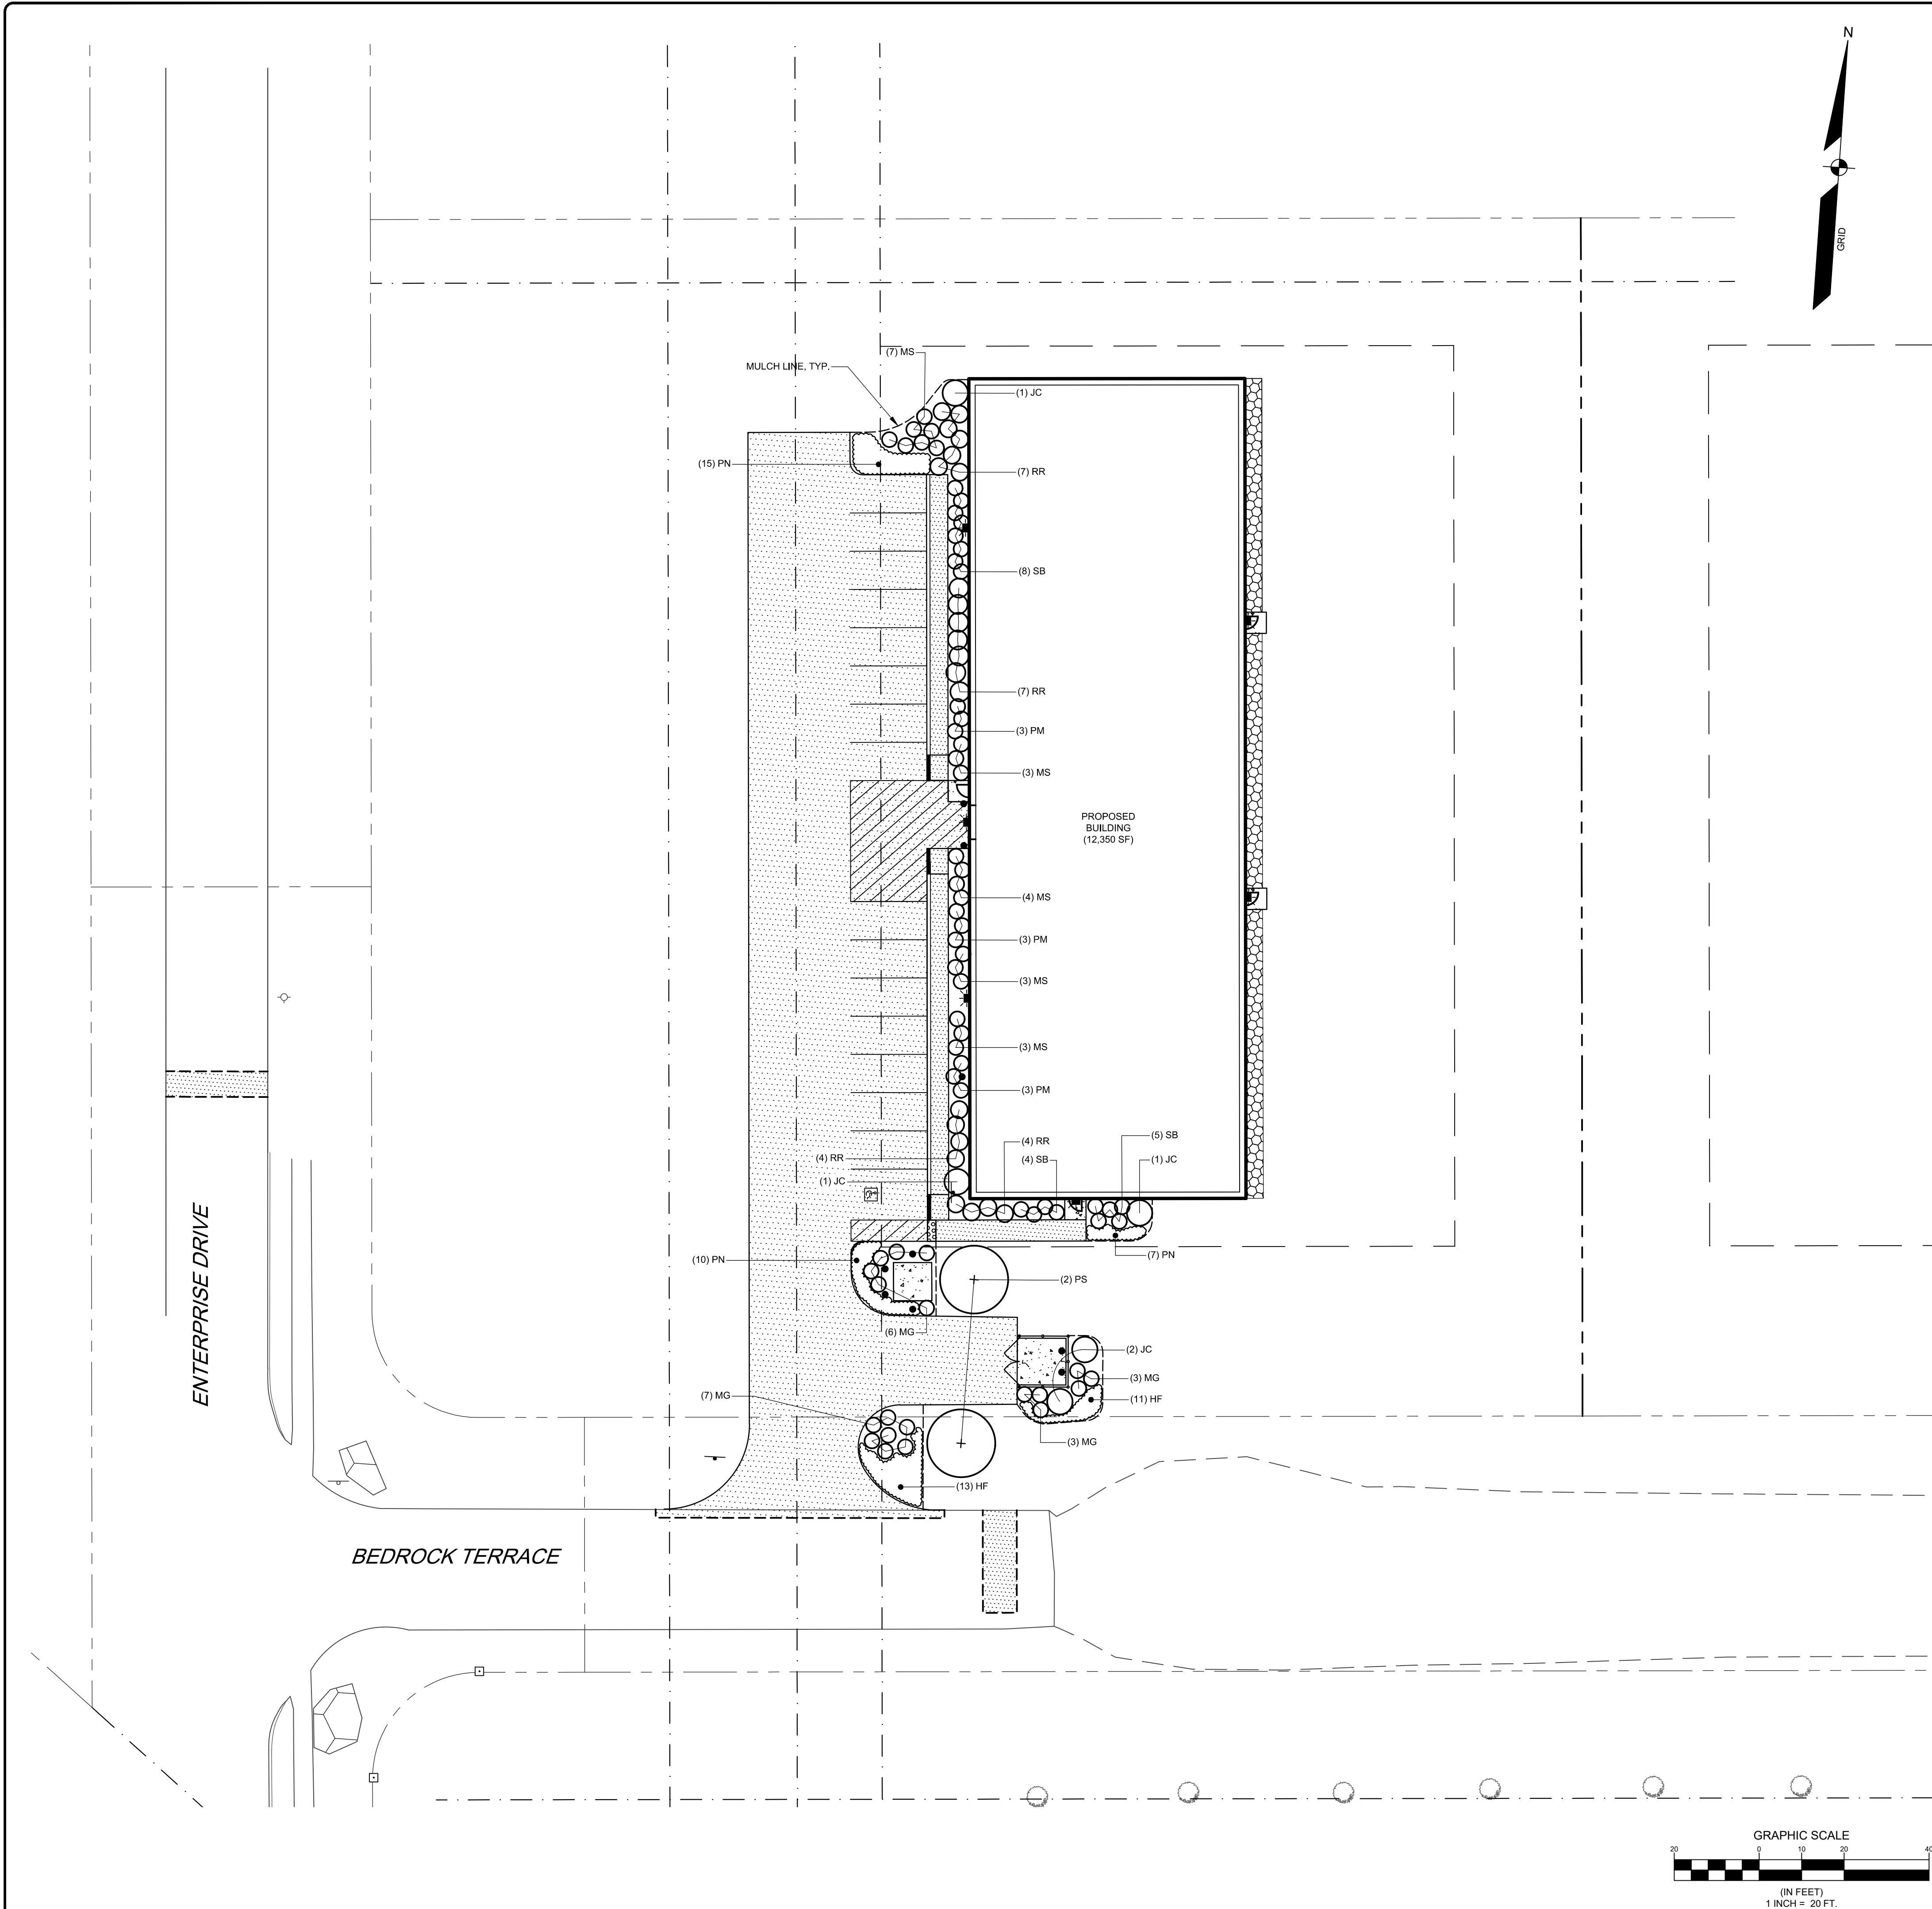 N
GRID
(7) MS
MULCH LINE, TYP.
(1) JC
(15) PN
(7) RR
(8) SB
(7) RR
(3) PM
(3) MS
PROPOSED
BUILDING
(12,350 SF)
(4) MS
(3) PM
(3) MS
(3) MS
(3) PM
(5) SB
(4) RR
(4) RR
(4) SB
(1) JC
(1) JC
(7) PN
(10) PN
(2) PS
(6) MG
(2) JC
(3) MG
(7) MG
(11) HF
(3) MG
(13) HF
ENTERPRISE DRIVE
BEDROCK TERRACE
GRAPHIC SCALE
20 0 10 20 40
(IN FEET)
1 INCH = 20 FT.